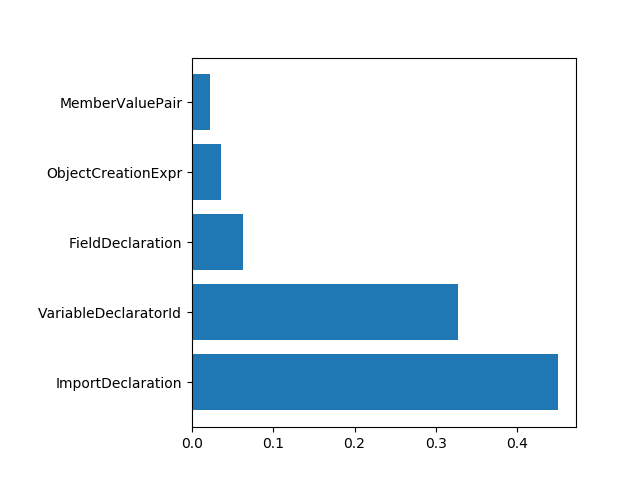 MemberValuePair
ObjectCreationExpr
FieldDeclaration
VariableDeclaratorId
ImportDeclaration
0.0 0.1 0.2 0.3 0.4